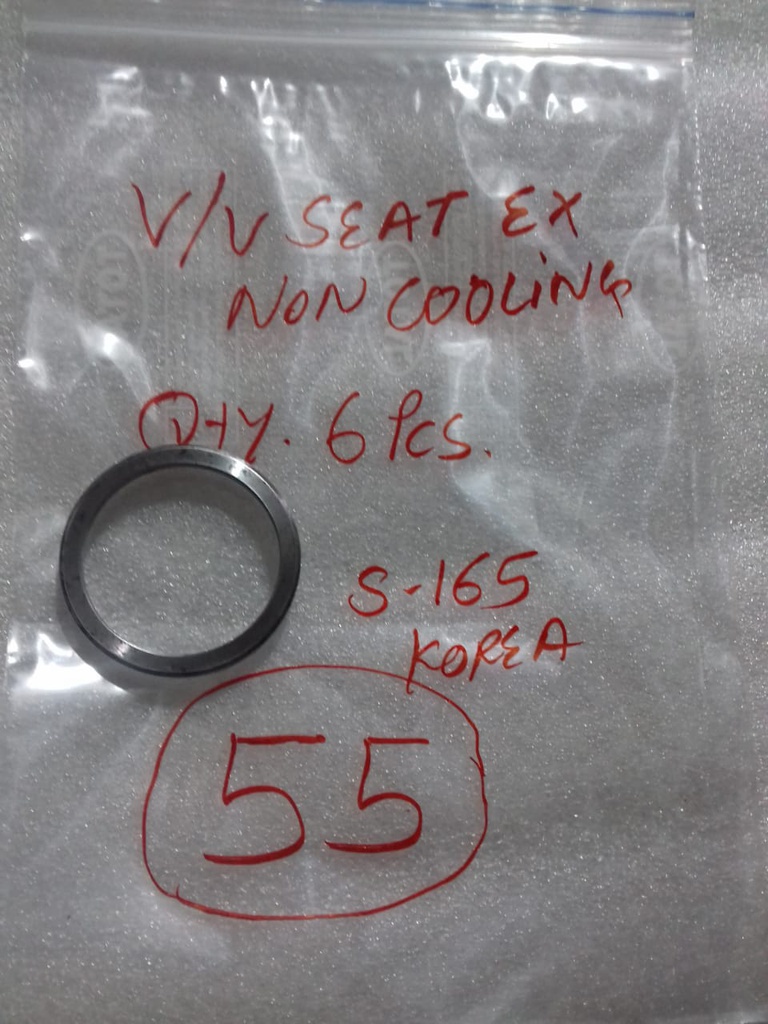 V/V SEAT EX
NON COOLING
Qty. 6 Pcs.
S-165
KOREA
55